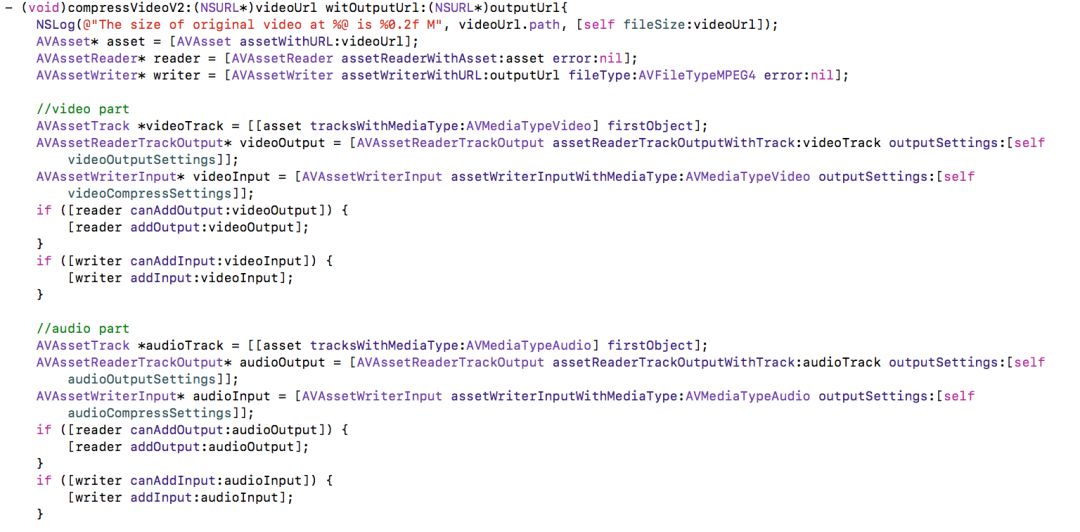 - (void)compressVideoV2:(NSURL*)videoUrl witOutputUrl:(NSURL*)outputUrl{
    NSLog(@"The size of original video at %@ is %0.2f M", videoUrl.path, [self fileSize:videoUrl]);
    AVAsset* asset = [AVAsset assetWithURL:videoUrl];
    AVAssetReader* reader = [AVAssetReader assetReaderWithAsset:asset error:nil];
    AVAssetWriter* writer = [AVAssetWriter assetWriterWithURL:outputUrl fileType:AVFileTypeMPEG4 error:nil];

    //video part
    AVAssetTrack *videoTrack = [[asset tracksWithMediaType:AVMediaTypeVideo] firstObject];
    AVAssetReaderTrackOutput* videoOutput = [AVAssetReaderTrackOutput assetReaderTrackOutputWithTrack:videoTrack outputSettings:[self
        videoOutputSettings]];
    AVAssetWriterInput* videoInput = [AVAssetWriterInput assetWriterInputWithMediaType:AVMediaTypeVideo outputSettings:[self
        videoCompressSettings]];
    if ([reader canAddOutput:videoOutput]) {
        [reader addOutput:videoOutput];
    }
    if ([writer canAddInput:videoInput]) {
        [writer addInput:videoInput];
    }

    //audio part
    AVAssetTrack *audioTrack = [[asset tracksWithMediaType:AVMediaTypeAudio] firstObject];
    AVAssetReaderTrackOutput* audioOutput = [AVAssetReaderTrackOutput assetReaderTrackOutputWithTrack:audioTrack outputSettings:[self
        audioOutputSettings]];
    AVAssetWriterInput* audioInput = [AVAssetWriterInput assetWriterInputWithMediaType:AVMediaTypeAudio outputSettings:[self
        audioCompressSettings]];
    if ([reader canAddOutput:audioOutput]) {
        [reader addOutput:audioOutput];
    }
    if ([writer canAddInput:audioInput]) {
        [writer addInput:audioInput];
    }